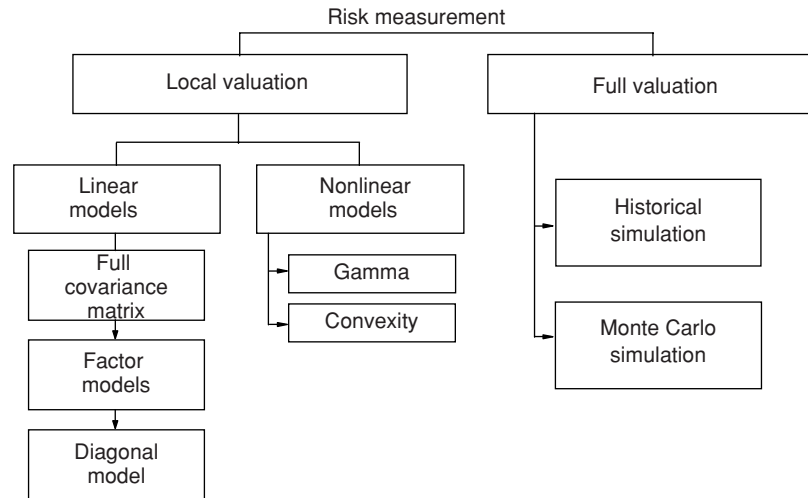 Risk measurement
Local valuation
Full valuation
Linear
models
Nonlinear
models
Historical
simulation
Full
covariance
matrix
Gamma
Convexity
Monte Carlo
simulation
Factor
models
Diagonal
model